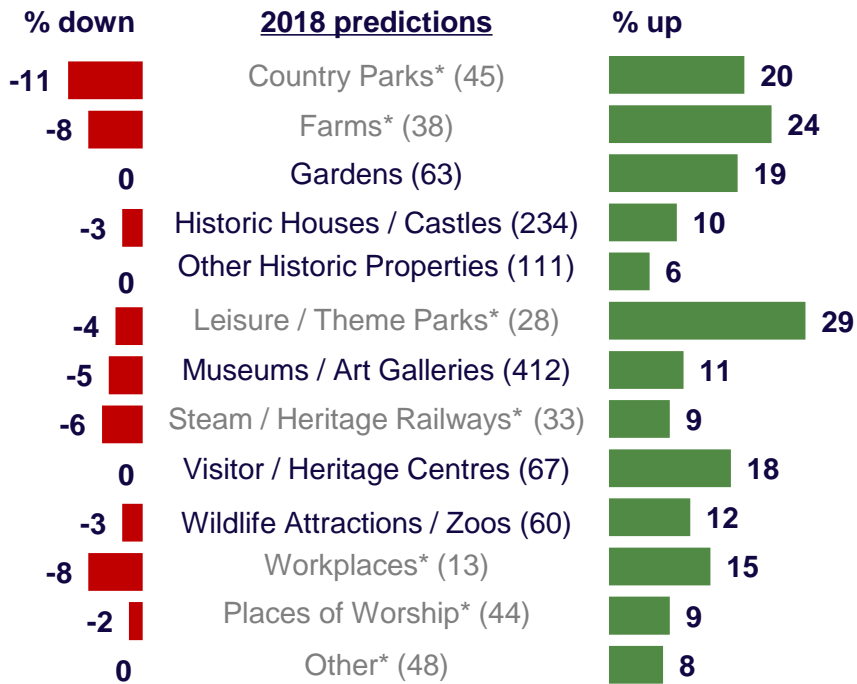 % down 2018 predictions % up
-11 Country Parks* (45) 20
-8 Farms* (38) 24
0 Gardens (63) 19
-3 Historic Houses / Castles (234) 10
0 Other Historic Properties (111) 6
-4 Leisure / Theme Parks* (28) 29
-5 Museums / Art Galleries (412) 11
-6 Steam / Heritage Railways* (33) 9
0 Visitor / Heritage Centres (67) 18
-3 Wildlife Attractions / Zoos (60) 12
-8 Workplaces* (13) 15
-2 Places of Worship* (44) 9
0 Other* (48) 8